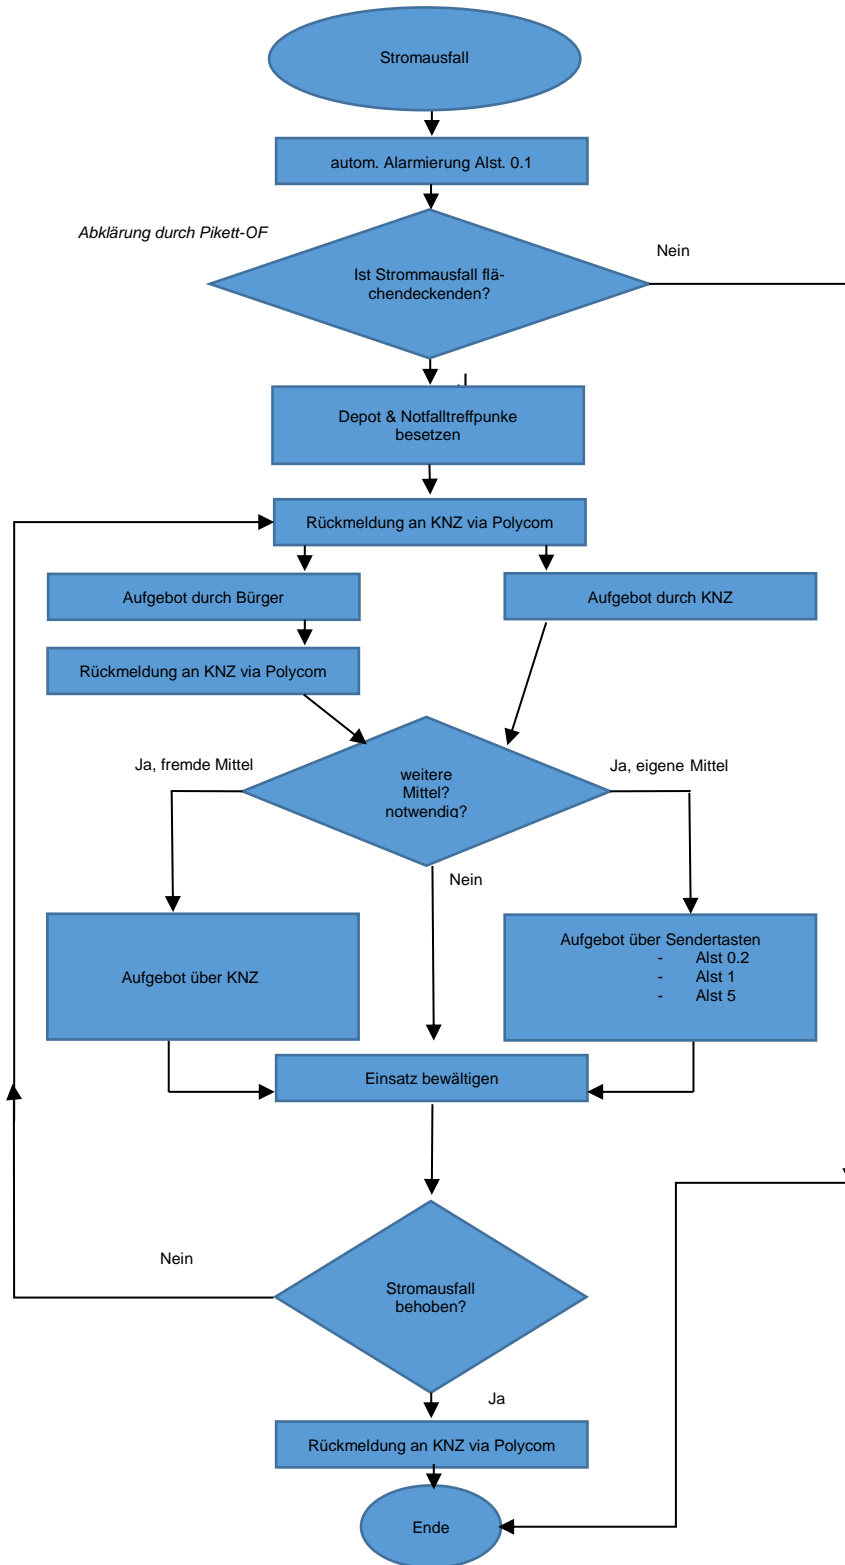 Stromausfall
autom. Alarmierung Alst. 0.1
Abklärung durch Pikett-OF
Nein
Ist Strommausfall flä-
chendeckenden?
Depot & Notfalltreffpunke
besetzen
Rückmeldung an KNZ via Polycom
Aufgebot durch Bürger
Aufgebot durch KNZ
Rückmeldung an KNZ via Polycom
Ja, fremde Mittel
Ja, eigene Mittel
weitere
Mittel?
notwendig?
Nein
Aufgebot über KNZ
Aufgebot über Sendertasten
- Alst 0.2
- Alst 1
- Alst 5
Einsatz bewältigen
Nein
Stromausfall
behoben?
Ja
Rückmeldung an KNZ via Polycom
Ende